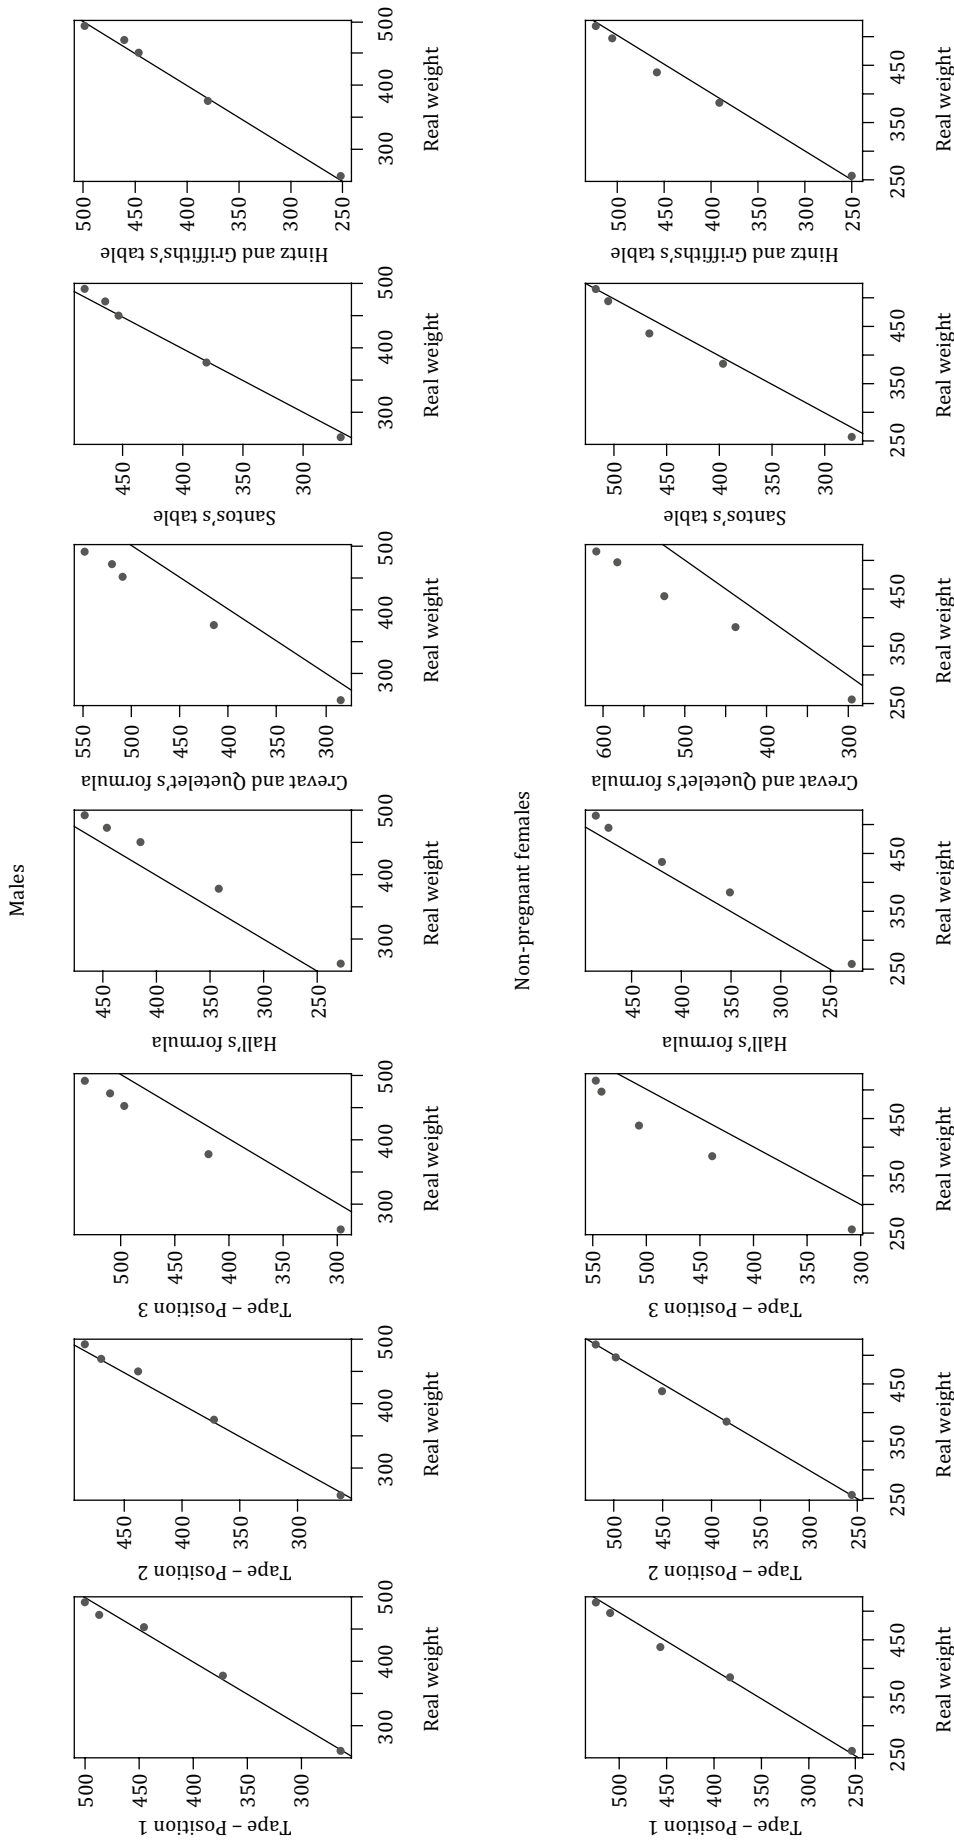 Males
Hintz and Griffiths's table
500 450 400 350 300 250
300 400 500
Real weight
Santos's table
450 400 350 300
300 400 500
Real weight
Crevat and Quetelet's formula
550 500 450 400 350 300
300 400 500
Real weight
Hall's formula
450 400 350 300 250
300 400 500
Real weight
Tape – Position 3
500 450 400 350 300
300 400 500
Real weight
Tape – Position 2
450 400 350 300
300 400 500
Real weight
Tape – Position 1
500 450 400 350 300
300 400 500
Real weight
Non-pregnant females
Hintz and Griffiths's table
500 450 400 350 300 250
250 350 450
Real weight
Santos's table
500 450 400 350 300
250 350 450
Real weight
Crevat and Quetelet's formula
600 500 400 300
250 350 450
Real weight
Hall's formula
450 400 350 300 250
250 350 450
Real weight
Tape – Position 3
550 500 450 400 350 300
250 350 450
Real weight
Tape – Position 2
500 450 400 350 300 250
250 350 450
Real weight
Tape – Position 1
500 450 400 350 300 250
250 350 450
Real weight